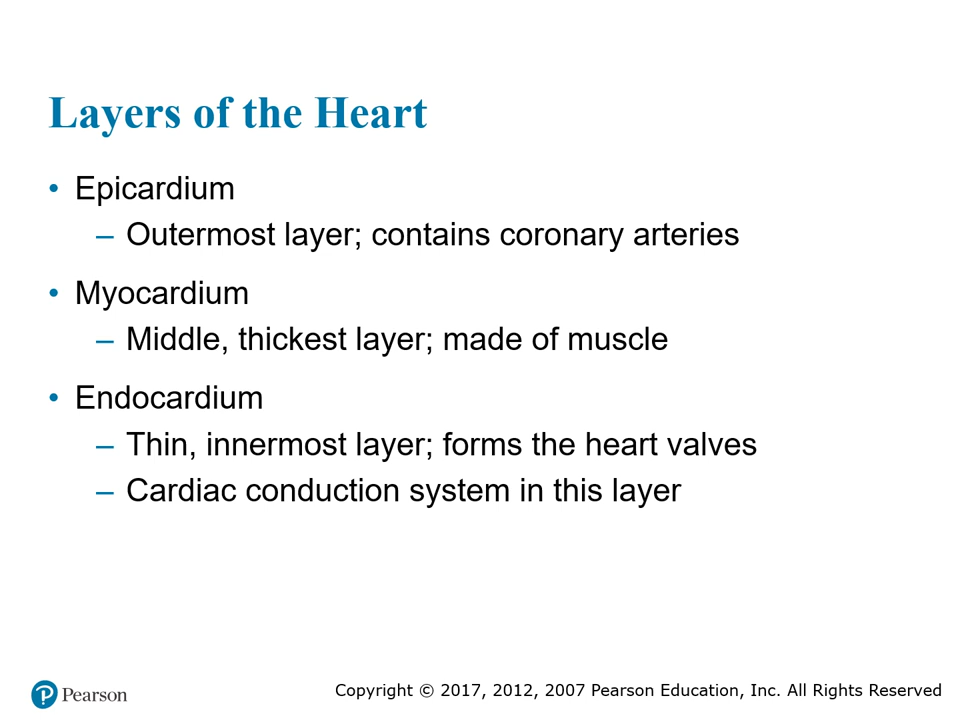 Layers of the Heart
• Epicardium
– Outermost layer; contains coronary arteries
• Myocardium
– Middle, thickest layer; made of muscle
• Endocardium
– Thin, innermost layer; forms the heart valves
– Cardiac conduction system in this layer
P Pearson
Copyright © 2017, 2012, 2007 Pearson Education, Inc. All Rights Reserved